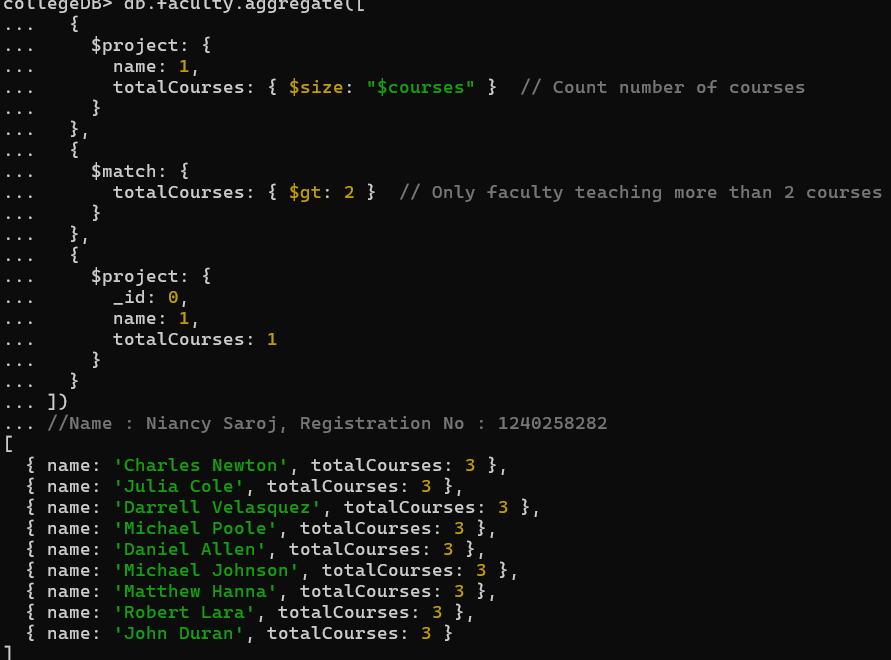 collegeDB> db.faculty.aggregate([
...   {
...     $project: {
...       name: 1,
...       totalCourses: { $size: "$courses" }  // Count number of courses
...     }
...   },
...   {
...     $match: {
...       totalCourses: { $gt: 2 }  // Only faculty teaching more than 2 courses
...     }
...   },
...   {
...     $project: {
...       _id: 0,
...       name: 1,
...       totalCourses: 1
...     }
...   }
... ])
... //Name : Niancy Saroj, Registration No : 1240258282
[
  { name: 'Charles Newton', totalCourses: 3 },
  { name: 'Julia Cole', totalCourses: 3 },
  { name: 'Darrell Velasquez', totalCourses: 3 },
  { name: 'Michael Poole', totalCourses: 3 },
  { name: 'Daniel Allen', totalCourses: 3 },
  { name: 'Michael Johnson', totalCourses: 3 },
  { name: 'Matthew Hanna', totalCourses: 3 },
  { name: 'Robert Lara', totalCourses: 3 },
  { name: 'John Duran', totalCourses: 3 }
]